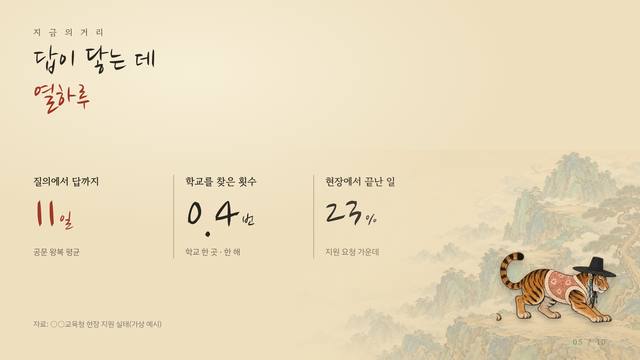 지금의 거리
답이 닿는 데
열하루
질의에서 답까지
11일
공문 왕복 평균
학교를 찾은 횟수
0.4번
학교 한 곳 · 한 해
현장에서 끝난 일
23%
지원 요청 가운데
자료: ○○교육청 현장 지원 실태(가상 예시)
05 / 10